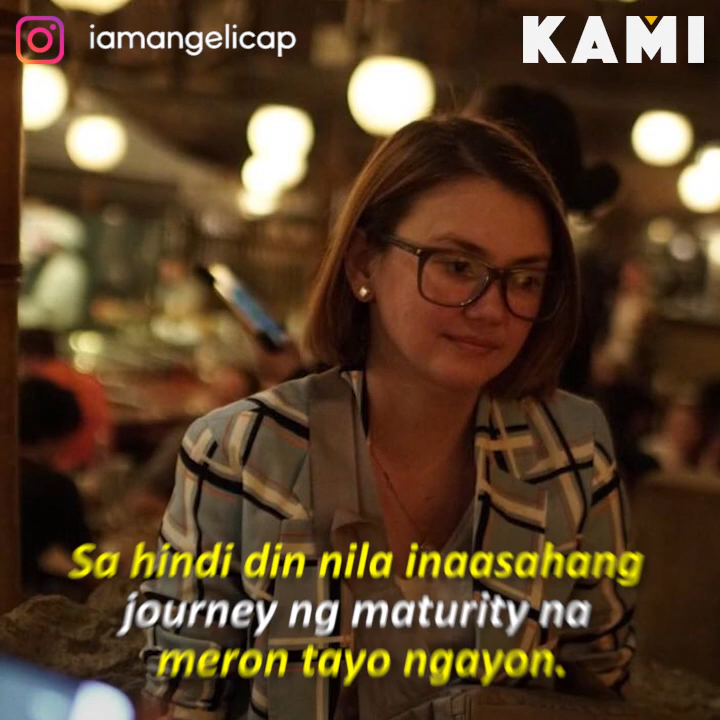 iamangelicap
KAMI
Sa hindi din nila inaasahang
journey ng maturity na
meron tayo ngayon.